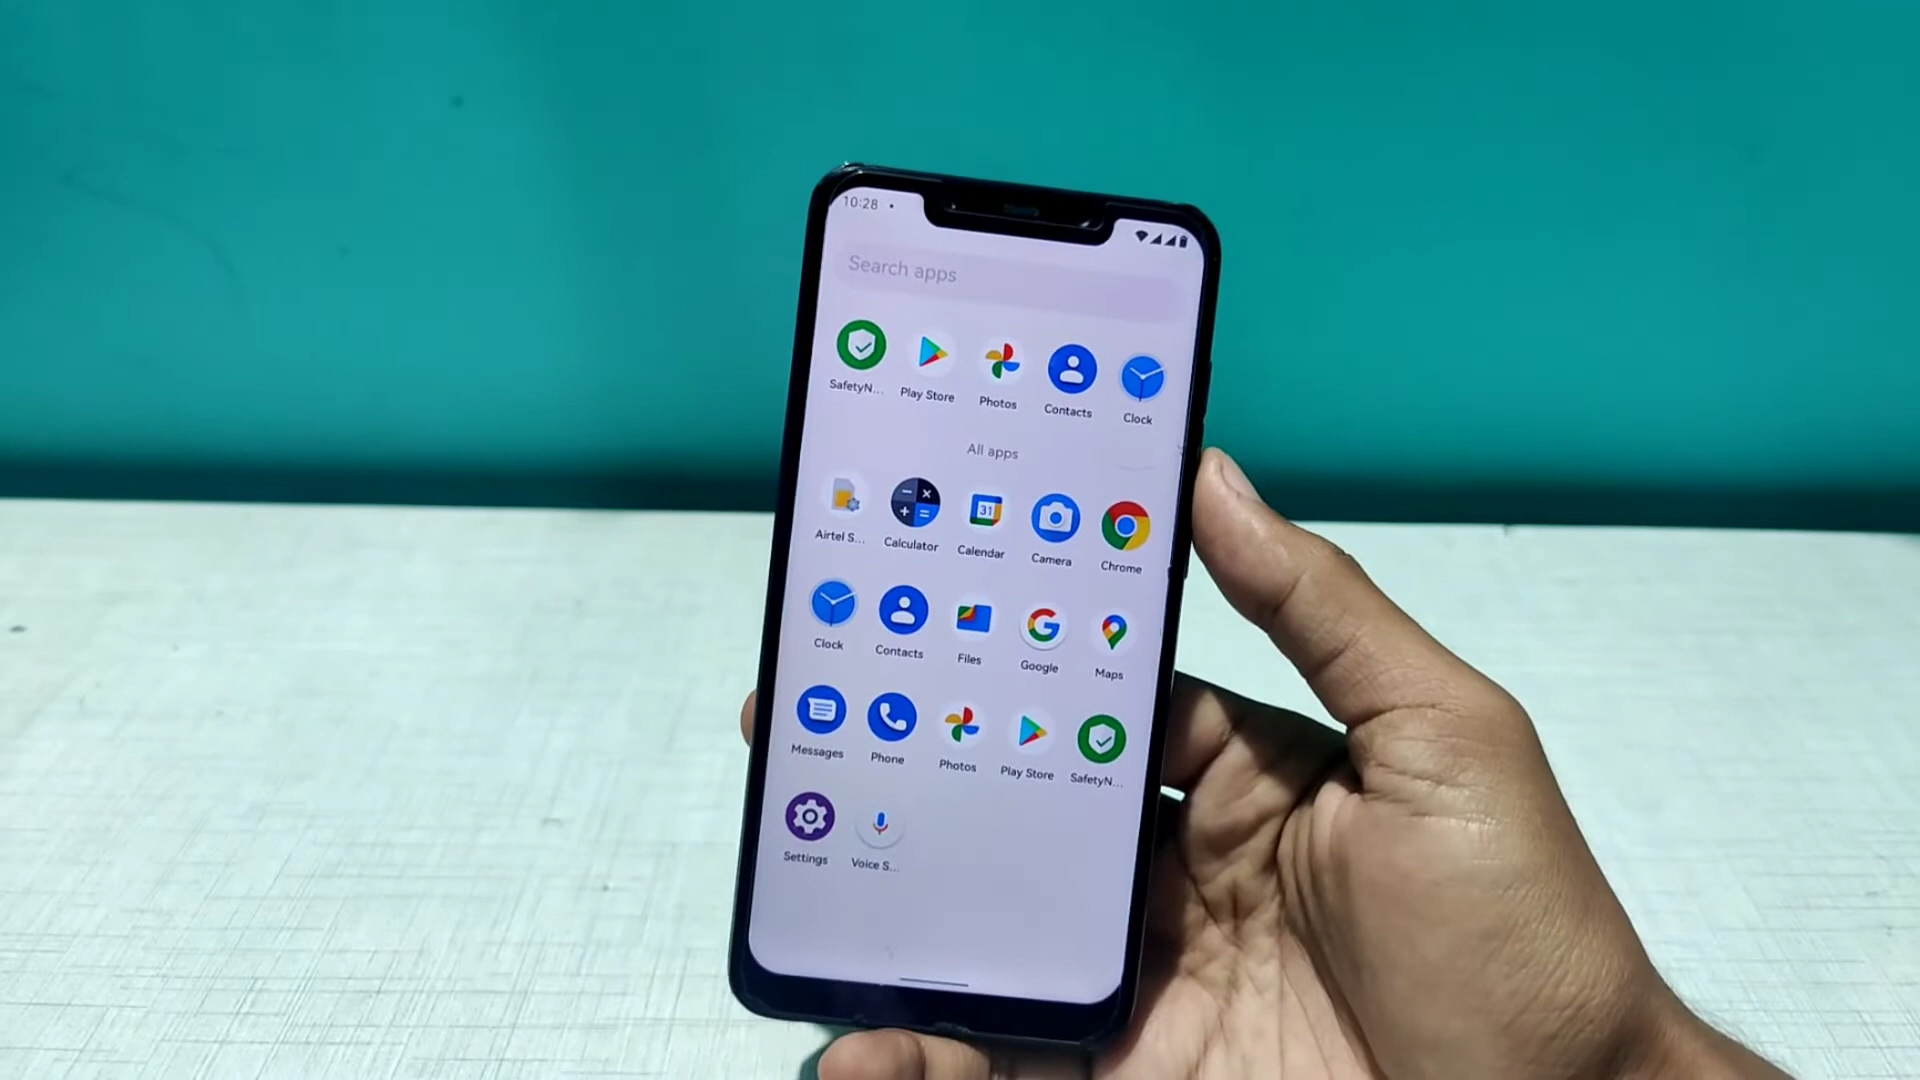 10:28
Search apps
SafetyN... Play Store Photos Contacts Clock
All apps
Airtel S... Calculator Calendar Camera Chrome
31
Clock Contacts Files Google Maps
Messages Phone Photos Play Store SafetyN...
Settings Voice S...